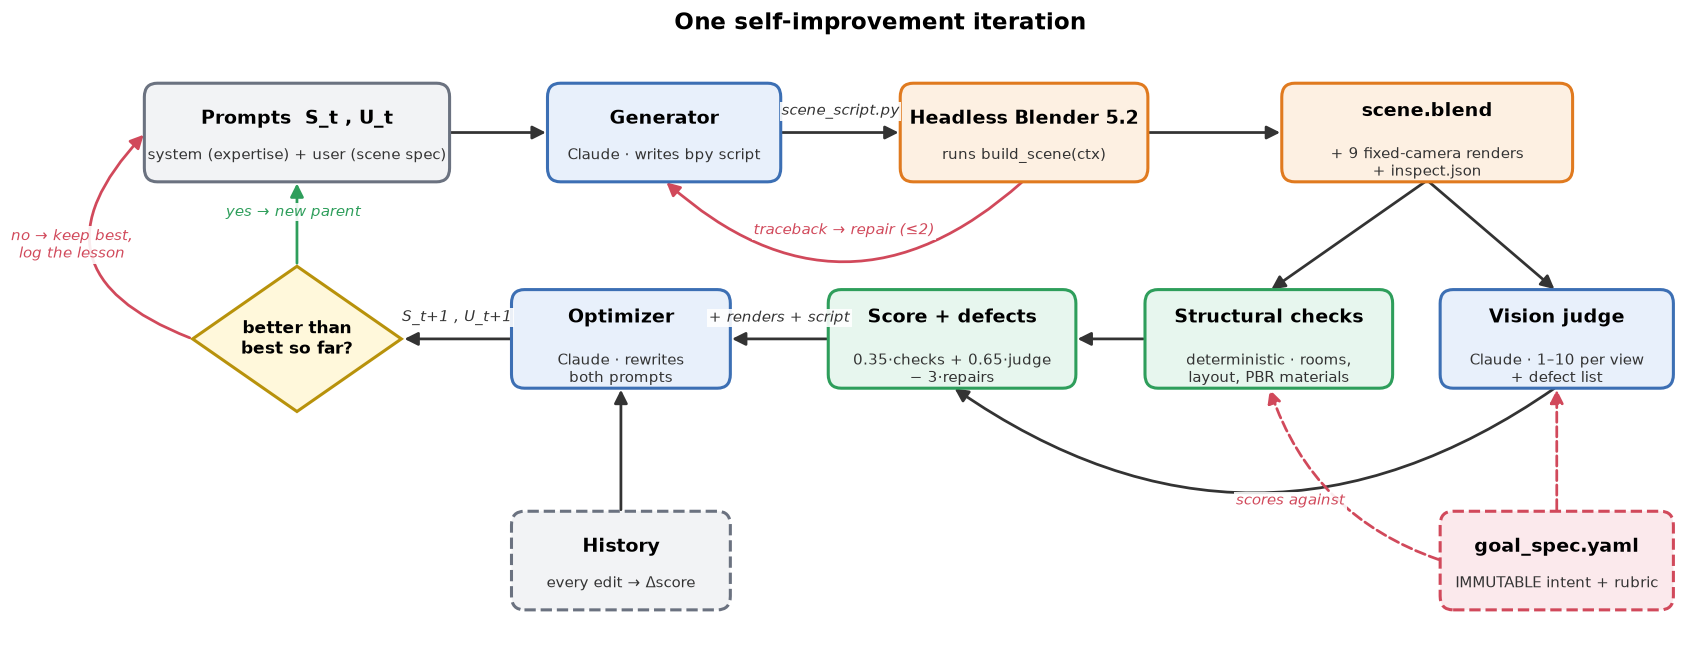 One self-improvement iteration
Prompts  S_t , U_t
system (expertise) + user (scene spec)
Generator
Claude · writes bpy script
scene_script.py
Headless Blender 5.2
runs build_scene(ctx)
scene.blend
+ 9 fixed-camera renders
+ inspect.json
traceback → repair (≤2)
yes → new parent
no → keep best,
log the lesson
better than
best so far?
S_t+1 , U_t+1
Optimizer
Claude · rewrites
both prompts
+ renders + script
Score + defects
0.35·checks + 0.65·judge
− 3·repairs
Structural checks
deterministic · rooms,
layout, PBR materials
Vision judge
Claude · 1–10 per view
+ defect list
scores against
History
every edit → Δscore
goal_spec.yaml
IMMUTABLE intent + rubric